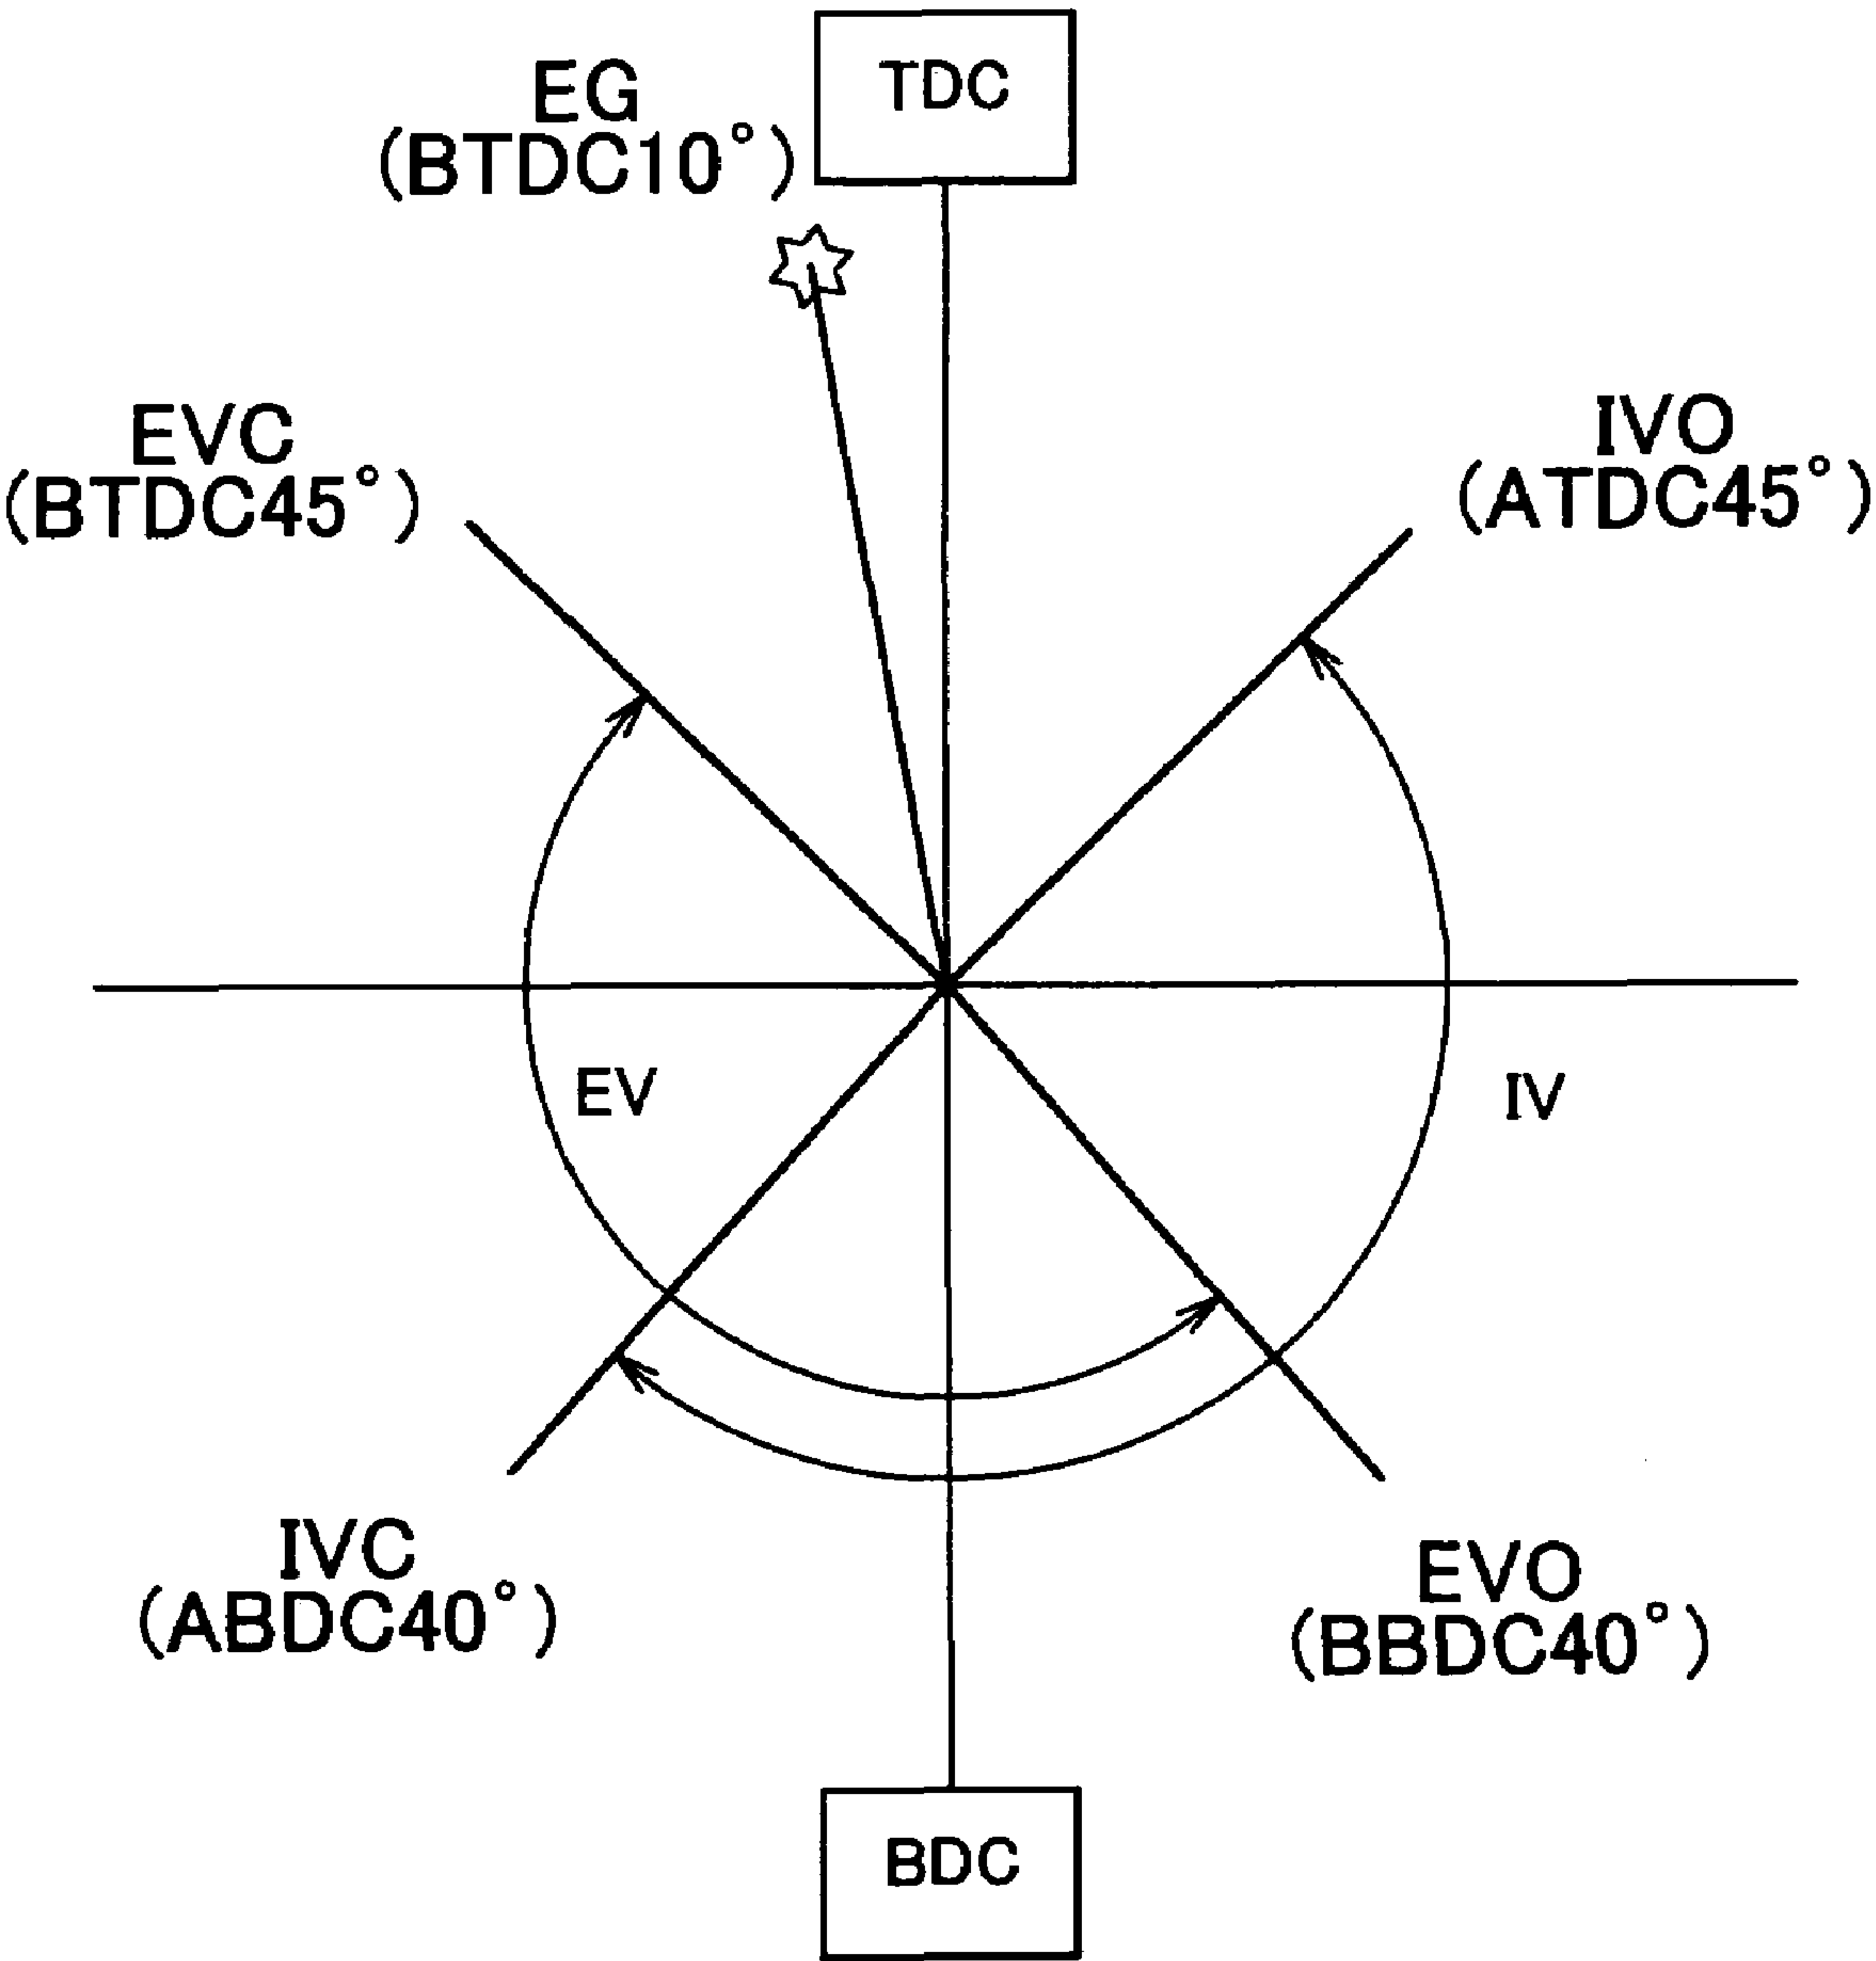 TDC
EG
(BTDC10°)
EVC
(BTDC45°)
IVO
(ATDC45°)
EV
IV
IVC
(ABDC40°)
EVO
(BBDC40°)
BDC